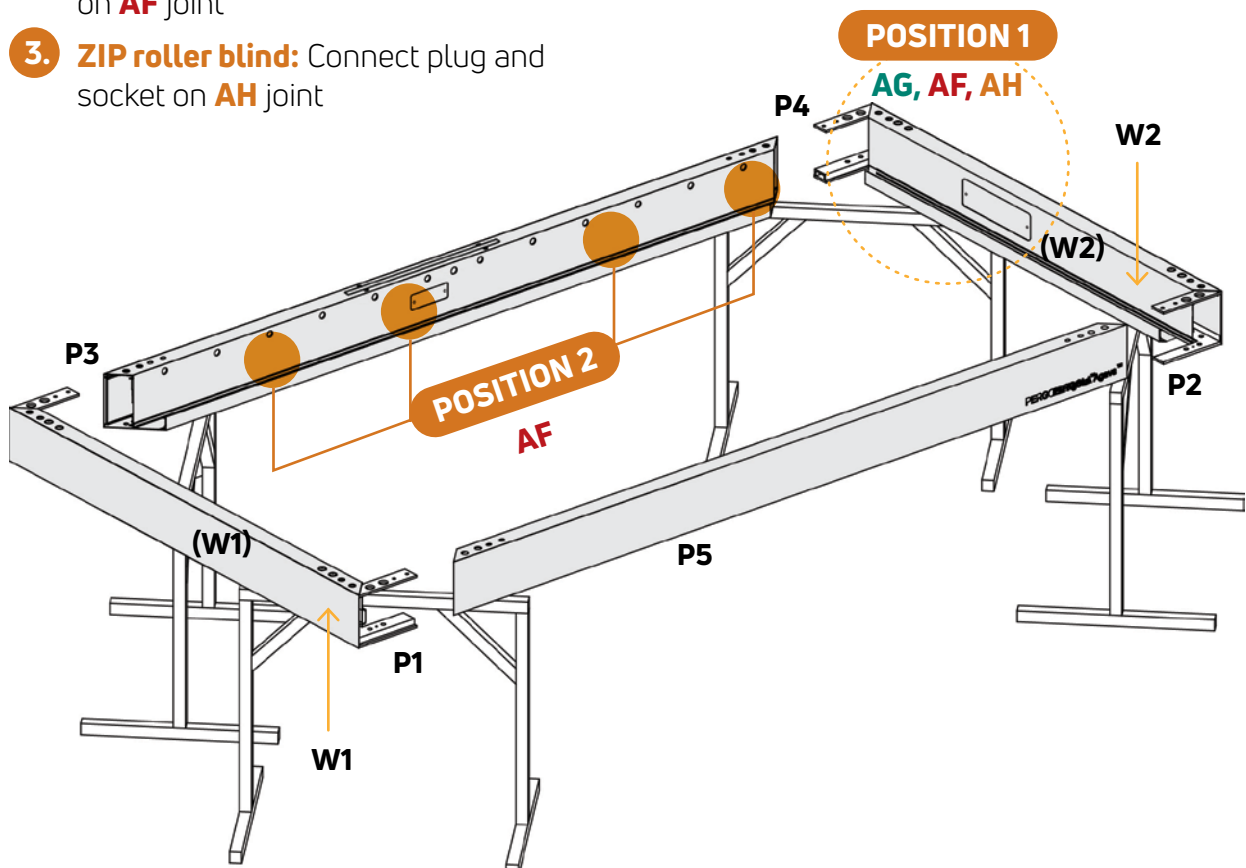 on AF joint
3. ZIP roller blind: Connect plug and
socket on AH joint
POSITION 1
AG, AF, AH
P4
W2
(W2)
P3
POSITION 2
AF
P2
(W1)
P5
P1
W1